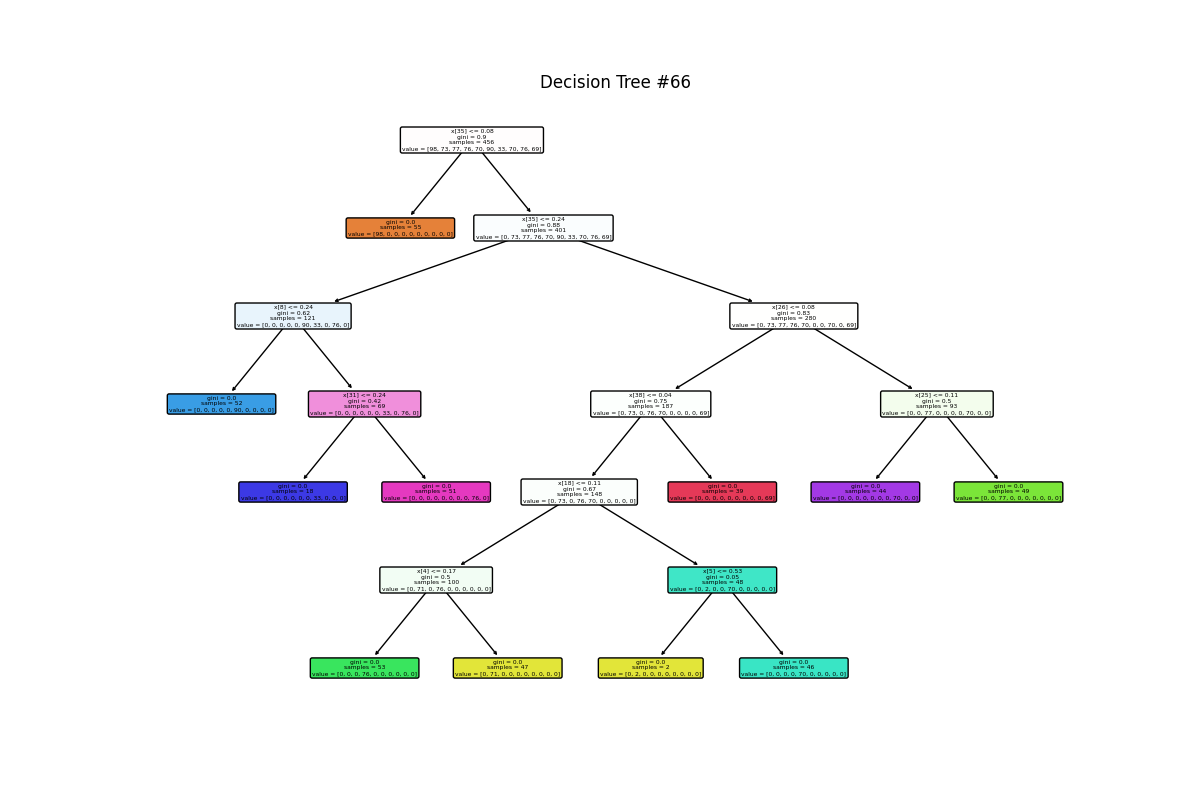 Decision Tree #66
x[35] <= 0.08
gini = 0.9
samples = 456
value = [98, 73, 77, 76, 70, 90, 33, 70, 76, 69]
gini = 0.0
samples = 55
value = [98, 0, 0, 0, 0, 0, 0, 0, 0, 0]
x[35] <= 0.24
gini = 0.88
samples = 401
value = [0, 73, 77, 76, 70, 90, 33, 70, 76, 69]
x[8] <= 0.24
gini = 0.62
samples = 121
value = [0, 0, 0, 0, 0, 90, 33, 0, 76, 0]
x[26] <= 0.08
gini = 0.83
samples = 280
value = [0, 73, 77, 76, 70, 0, 0, 70, 0, 69]
gini = 0.0
samples = 52
value = [0, 0, 0, 0, 0, 90, 0, 0, 0, 0]
x[31] <= 0.24
gini = 0.42
samples = 69
value = [0, 0, 0, 0, 0, 0, 33, 0, 76, 0]
x[38] <= 0.04
gini = 0.75
samples = 187
value = [0, 73, 0, 76, 70, 0, 0, 0, 0, 69]
x[25] <= 0.11
gini = 0.5
samples = 93
value = [0, 0, 77, 0, 0, 0, 0, 70, 0, 0]
gini = 0.0
samples = 18
value = [0, 0, 0, 0, 0, 0, 33, 0, 0, 0]
gini = 0.0
samples = 51
value = [0, 0, 0, 0, 0, 0, 0, 0, 76, 0]
x[18] <= 0.11
gini = 0.67
samples = 148
value = [0, 73, 0, 76, 70, 0, 0, 0, 0, 0]
gini = 0.0
samples = 39
value = [0, 0, 0, 0, 0, 0, 0, 0, 0, 69]
gini = 0.0
samples = 44
value = [0, 0, 0, 0, 0, 0, 0, 70, 0, 0]
gini = 0.0
samples = 49
value = [0, 0, 77, 0, 0, 0, 0, 0, 0, 0]
x[4] <= 0.17
gini = 0.5
samples = 100
value = [0, 71, 0, 76, 0, 0, 0, 0, 0, 0]
x[5] <= 0.53
gini = 0.05
samples = 48
value = [0, 2, 0, 0, 70, 0, 0, 0, 0, 0]
gini = 0.0
samples = 53
value = [0, 0, 0, 76, 0, 0, 0, 0, 0, 0]
gini = 0.0
samples = 47
value = [0, 71, 0, 0, 0, 0, 0, 0, 0, 0]
gini = 0.0
samples = 2
value = [0, 2, 0, 0, 0, 0, 0, 0, 0, 0]
gini = 0.0
samples = 46
value = [0, 0, 0, 0, 70, 0, 0, 0, 0, 0]